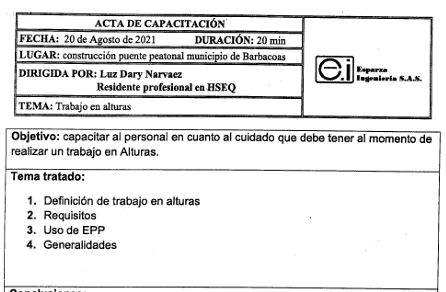 ACTA DE CAPACITACIÓN
FECHA: 20 de Agosto de 2021 DURACIÓN: 20 min
LUGAR: construcción puente peatonal municipio de Barbacoas
DIRIGIDA POR: Luz Dary Narvaez
Residente profesional en HSEQ
TEMA: Trabajo en alturas
e.i Esparza
Ingeniería S.A.S.
Objetivo: capacitar al personal en cuanto al cuidado que debe tener al momento de
realizar un trabajo en Alturas.
Tema tratado:
1. Definición de trabajo en alturas
2. Requisitos
3. Uso de EPP
4. Generalidades